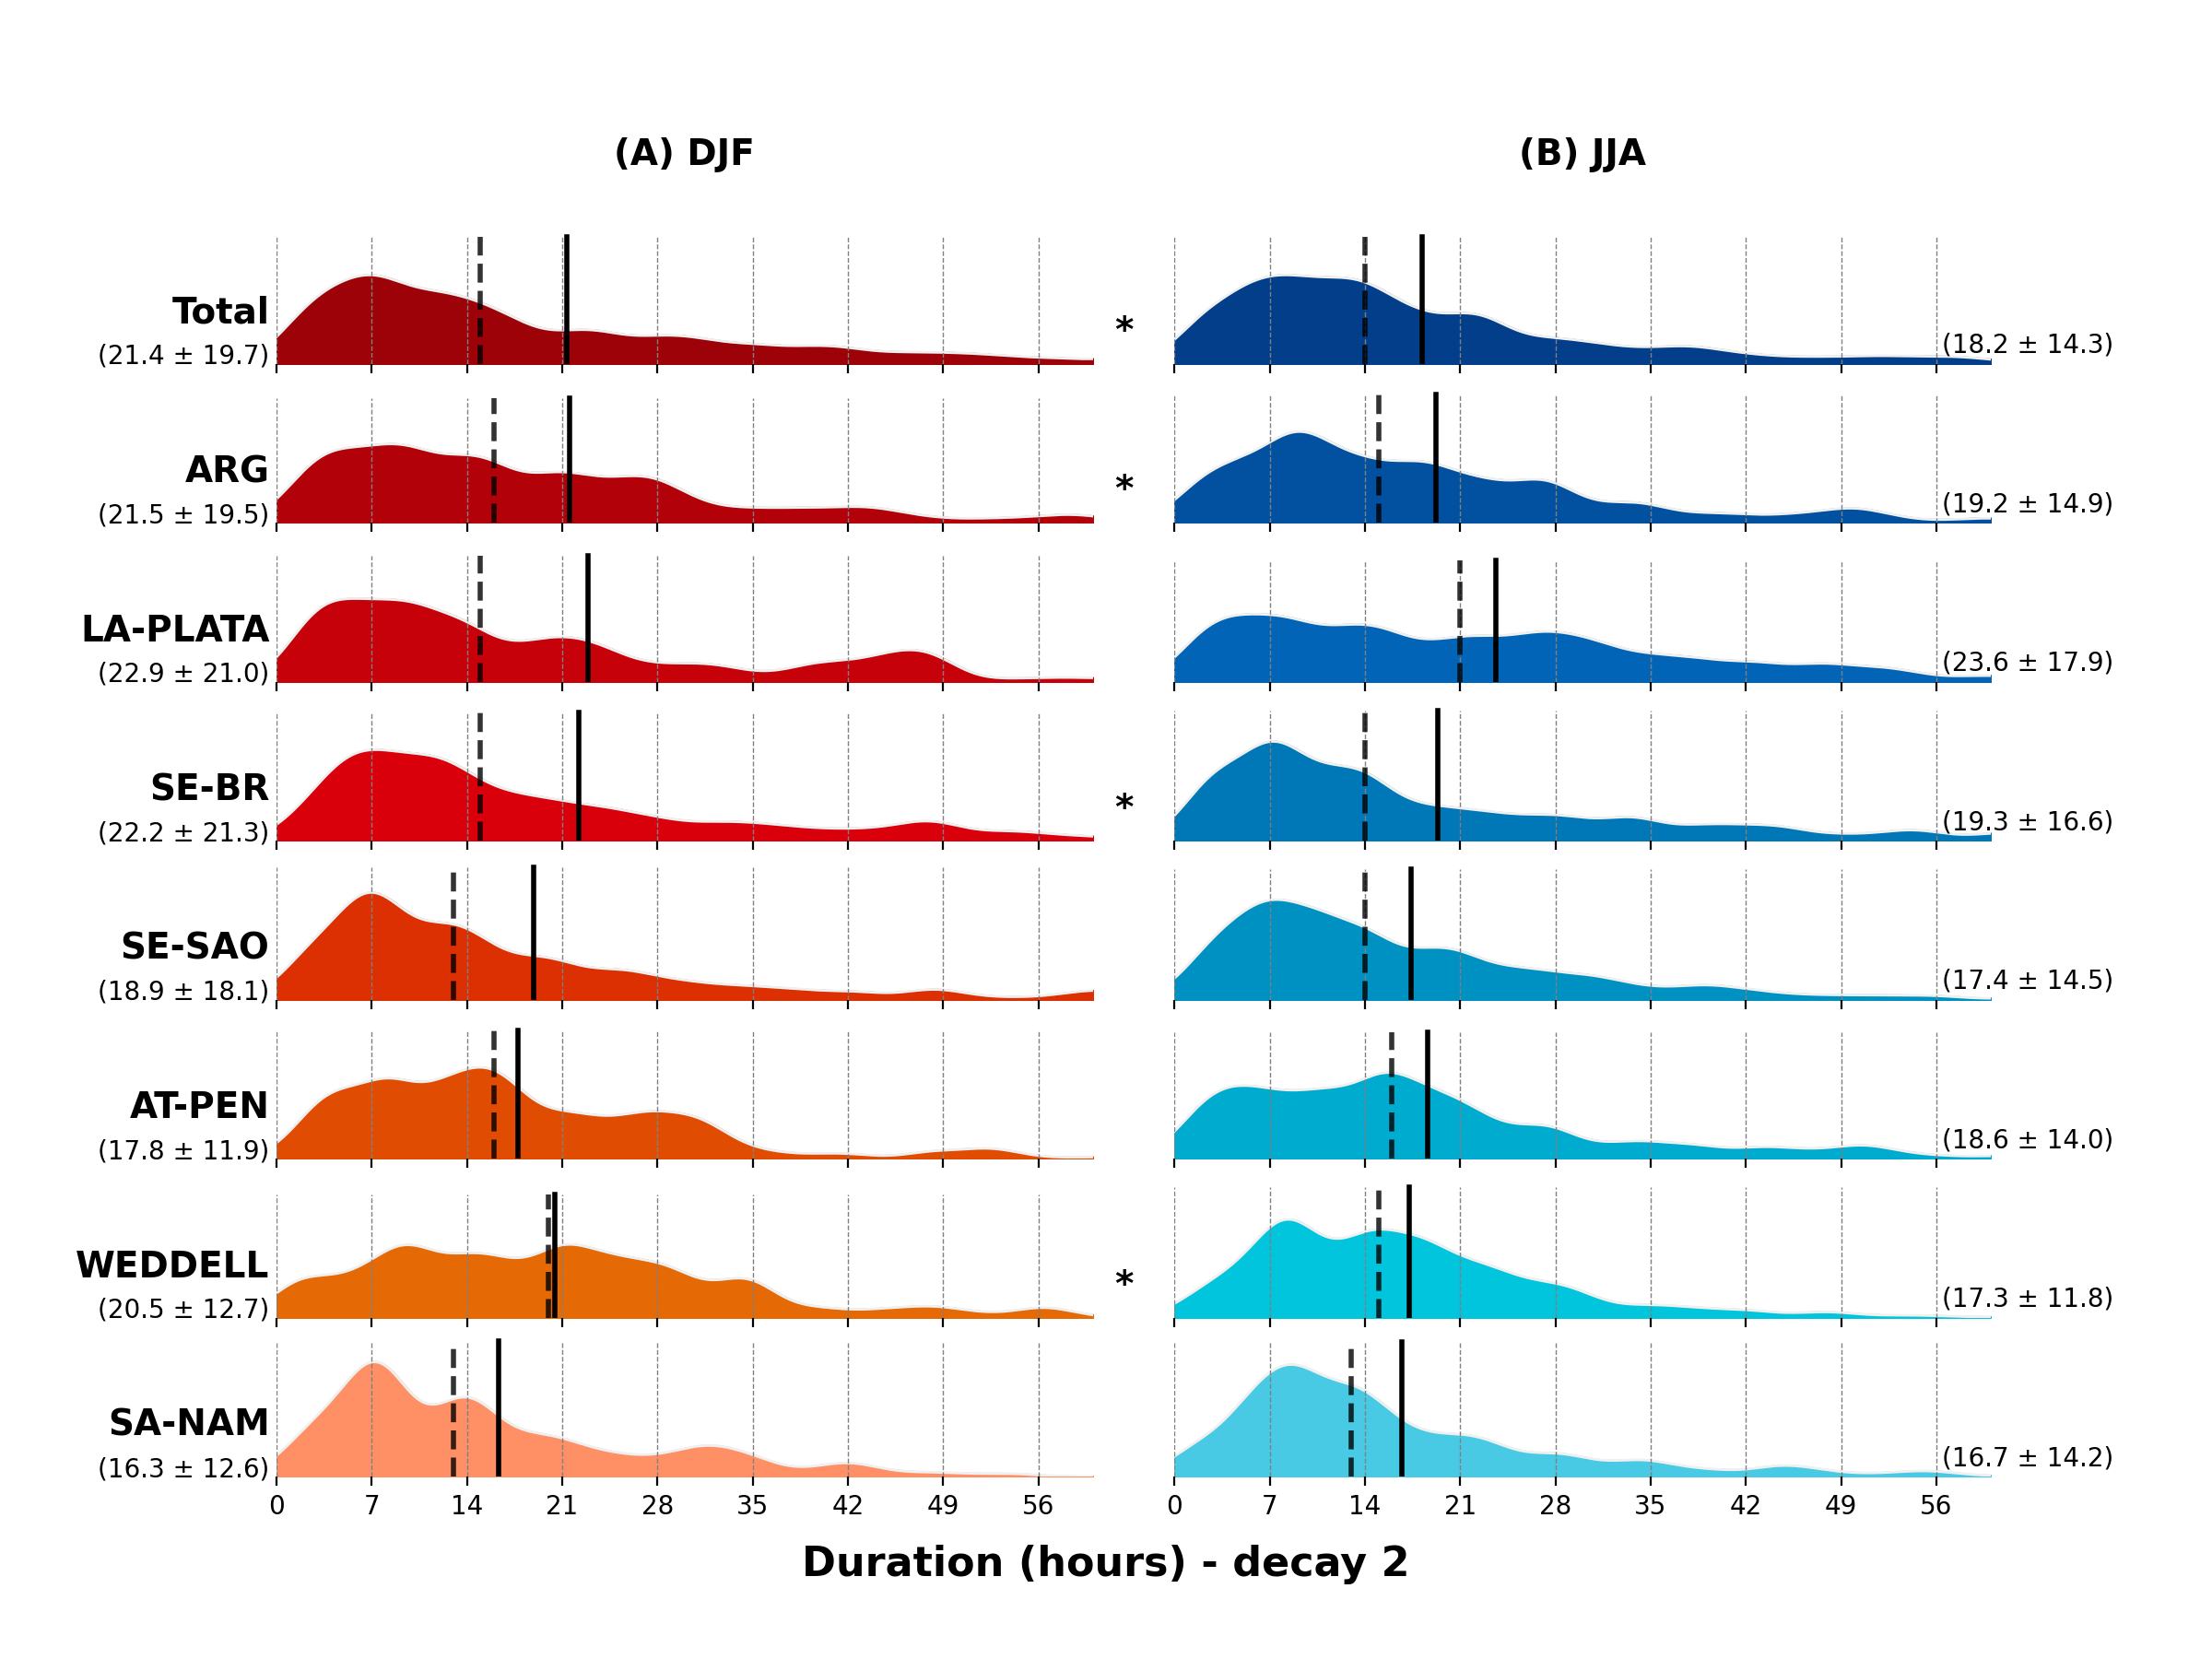 (A) DJF
(B) JJA
Total
(21.4 ± 19.7)
*
(18.2 ± 14.3)
ARG
(21.5 ± 19.5)
*
(19.2 ± 14.9)
LA-PLATA
(22.9 ± 21.0)
(23.6 ± 17.9)
SE-BR
(22.2 ± 21.3)
*
(19.3 ± 16.6)
SE-SAO
(18.9 ± 18.1)
(17.4 ± 14.5)
AT-PEN
(17.8 ± 11.9)
(18.6 ± 14.0)
WEDDELL
(20.5 ± 12.7)
*
(17.3 ± 11.8)
SA-NAM
(16.3 ± 12.6)
(16.7 ± 14.2)
0 7 14 21 28 35 42 49 56
0 7 14 21 28 35 42 49 56
Duration (hours) - decay 2